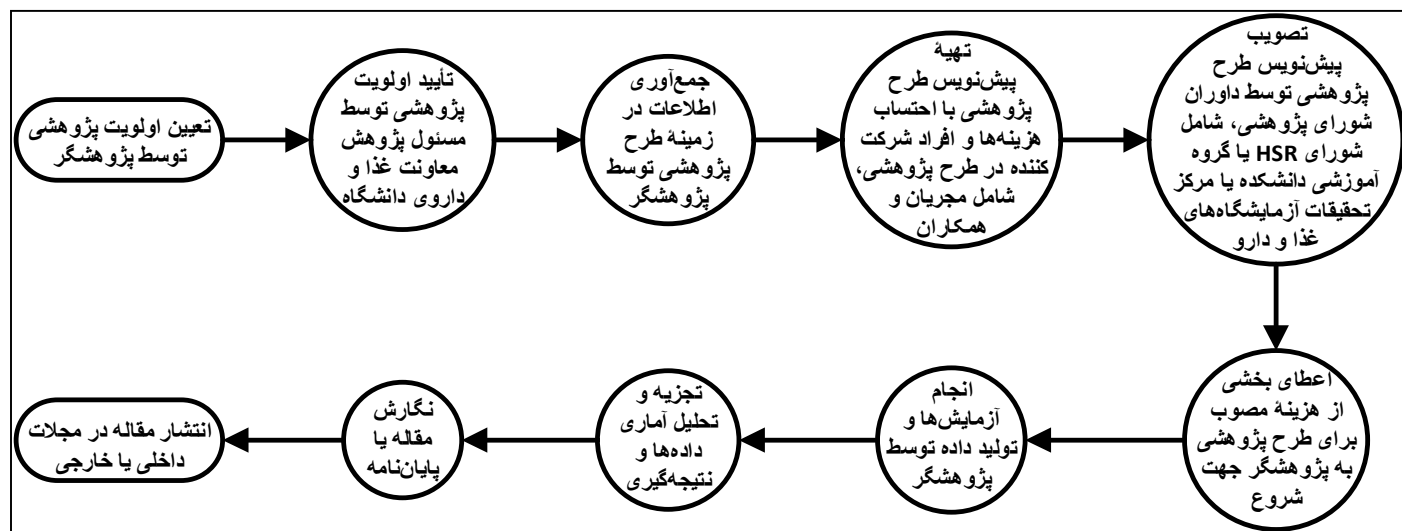 تعیین اولویت پژوهشی
توسط پژوهشگر
تأیید اولویت
پژوهشی توسط
مسئول پژوهش
معاونت غذا و
داروی دانشگاه
جمع‌آوری
اطلاعات در
زمینهٔ طرح
پژوهشی توسط
پژوهشگر
تهیهٔ
پیش‌نویس طرح
پژوهشی با احتساب
هزینه‌ها و افراد شرکت
کننده در طرح پژوهشی،
شامل مجریان و
همکاران
تصویب
پیش‌نویس طرح
پژوهشی توسط داوران
شورای پژوهشی، شامل
شورای HSR یا گروه
آموزشی دانشکده یا مرکز
تحقیقات آزمایشگاه‌های
غذا و دارو
اعطای بخشی
از هزینهٔ مصوب
برای طرح پژوهشی
به پژوهشگر جهت
شروع
انجام
آزمایش‌ها و
تولید داده توسط
پژوهشگر
تجزیه و
تحلیل آماری
داده‌ها و
نتیجه‌گیری
نگارش
مقاله یا
پایان‌نامه
انتشار مقاله در مجلات
داخلی یا خارجی